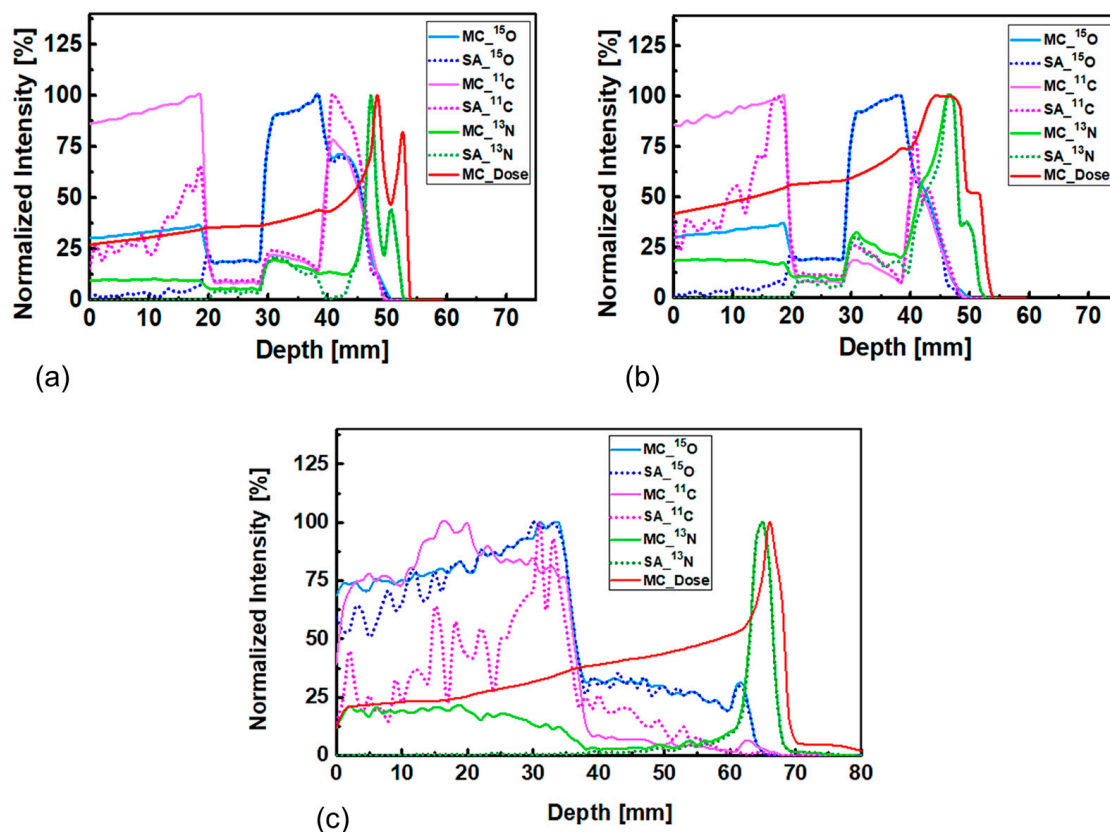 125
100
75
50
25
0
Normalized Intensity [%]
MC_¹⁵O
SA_¹⁵O
MC_¹¹C
SA_¹¹C
MC_¹³N
SA_¹³N
MC_Dose
0 10 20 30 40 50 60 70
Depth [mm]
(a)
125
100
75
50
25
0
Normalized Intensity [%]
MC_¹⁵O
SA_¹⁵O
MC_¹¹C
SA_¹¹C
MC_¹³N
SA_¹³N
MC_Dose
0 10 20 30 40 50 60 70
Depth [mm]
(b)
125
100
75
50
25
0
Normalized Intensity [%]
MC_¹⁵O
SA_¹⁵O
MC_¹¹C
SA_¹¹C
MC_¹³N
SA_¹³N
MC_Dose
0 10 20 30 40 50 60 70 80
Depth [mm]
(c)